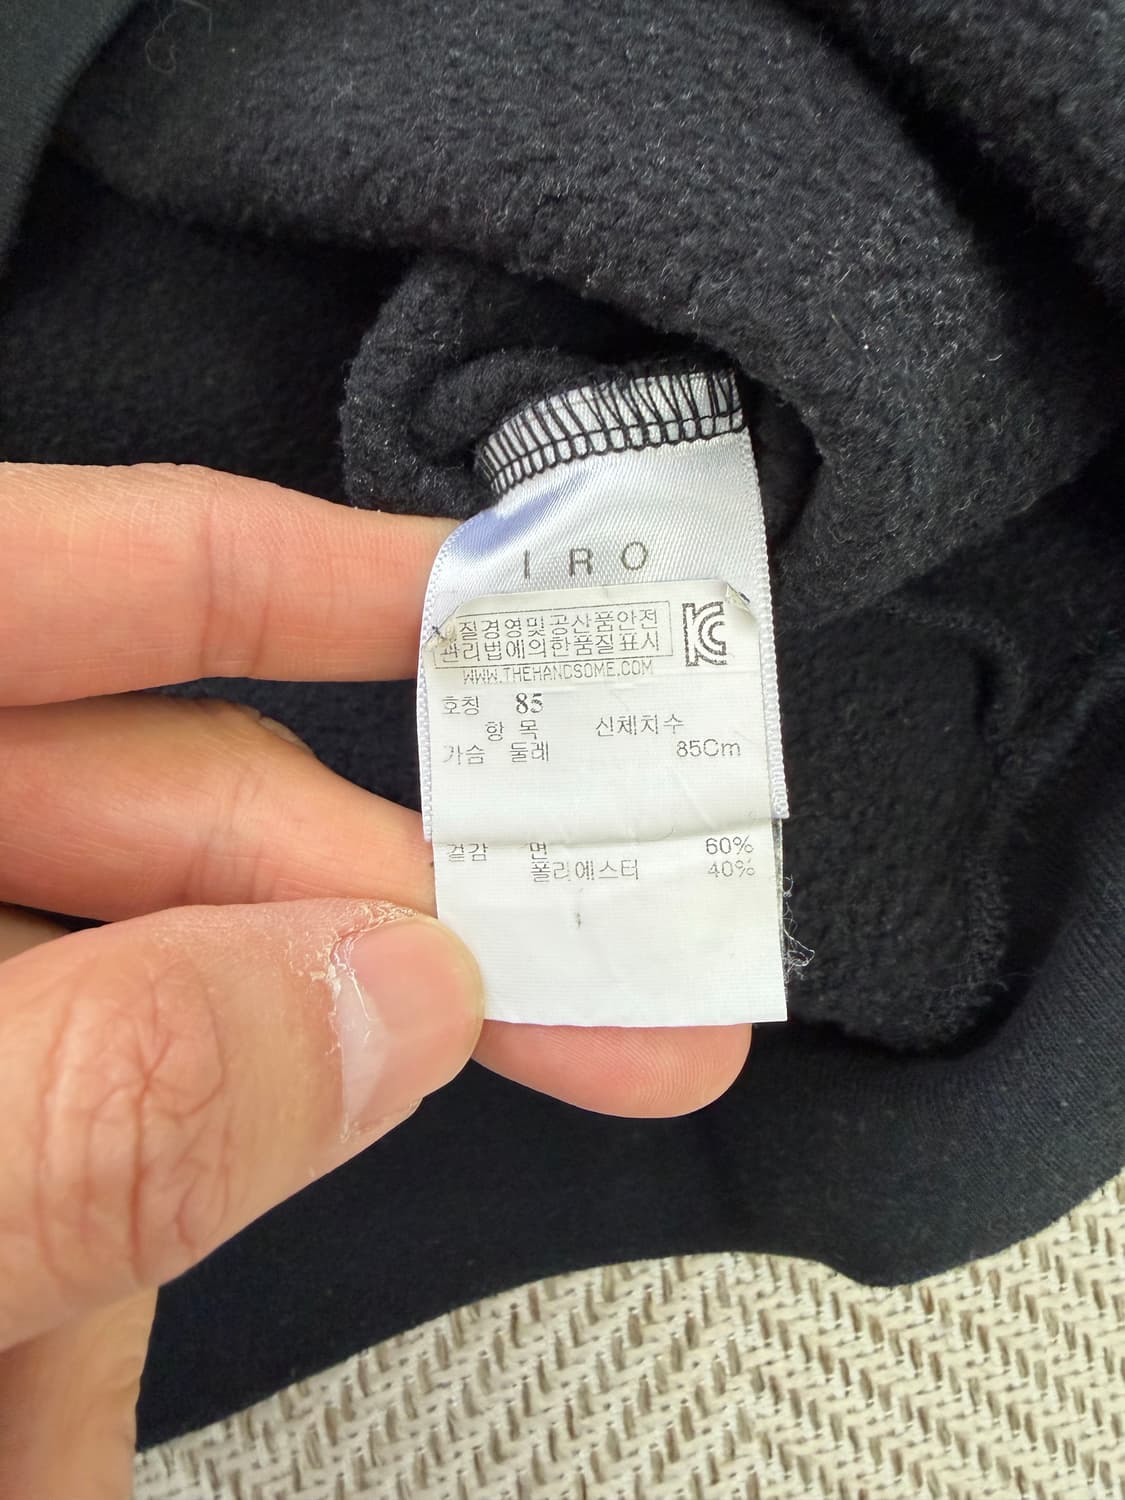 IRO
품질경영및공산품안전
관리법에의한품질표시
KC
WWW.THEHANDSOME.COM
호칭 85
항 목 신체치수
가슴 둘레 85Cm
겉감 면 60%
폴리에스터 40%